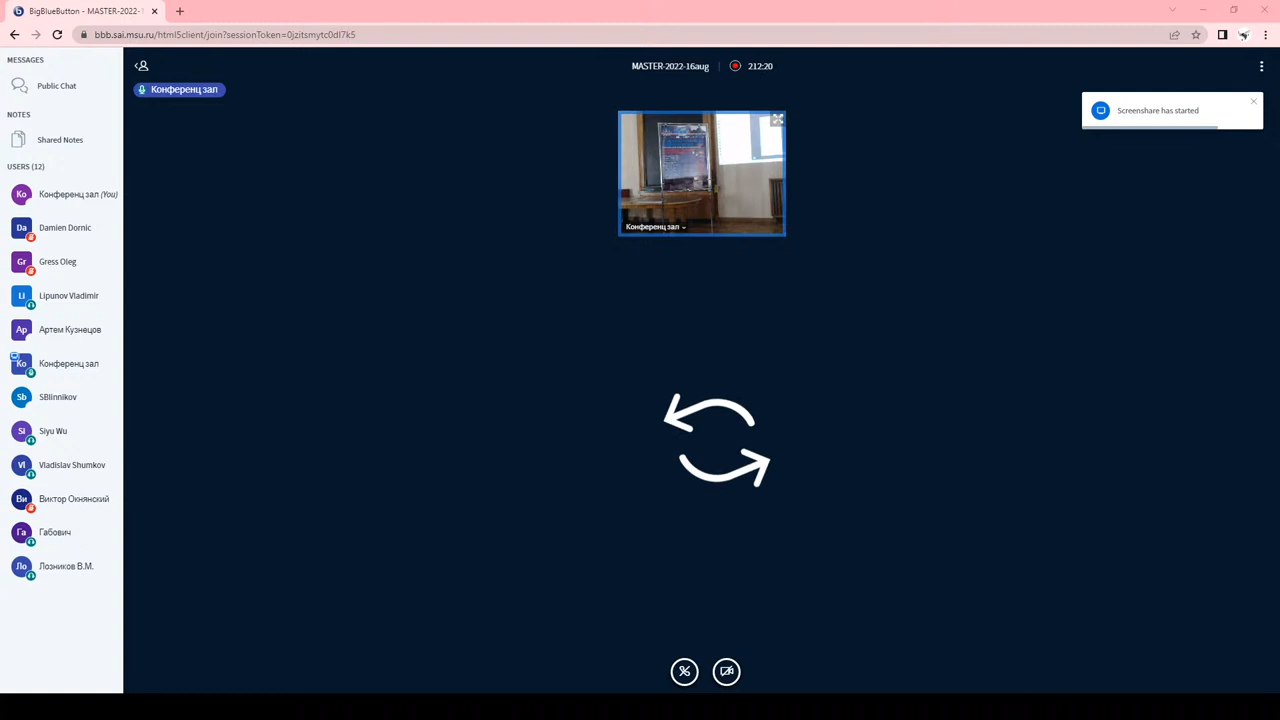 BigBlueButton - MASTER-2022-1
bbb.sai.msu.ru/html5client/join?sessionToken=0jzitsmytc0dl7k5
MESSAGES
Public Chat
NOTES
Shared Notes
USERS (12)
Ko Конференц зал (You)
Da Damien Dornic
Gr Gress Oleg
Li Lipunov Vladimir
Ар Артем Кузнецов
Ко Конференц зал
Sb SBlinnikov
Si Siyu Wu
Vl Vladislav Shumkov
Ви Виктор Окнянский
Га Габович
Ло Лозников В.М.
MASTER-2022-16aug
212:20
Конференц зал
Screenshare has started
Конференц зал